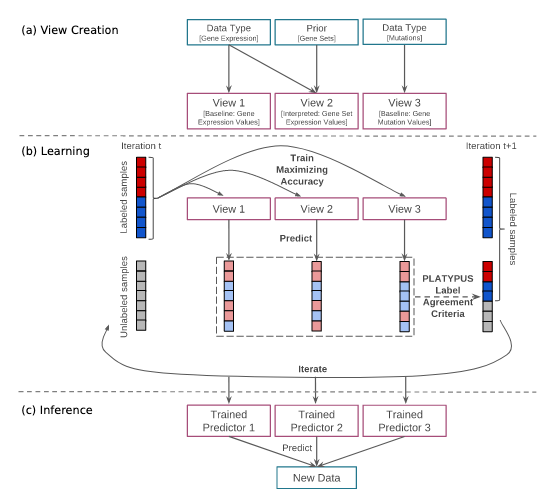 (a) View Creation
Data Type
[Gene Expression]
Prior
[Gene Sets]
Data Type
[Mutations]
View 1
[Baseline: Gene
Expression Values]
View 2
[Interpreted: Gene Set
Expression Values]
View 3
[Baseline: Gene
Mutation Values]
(b) Learning
Iteration t
Iteration t+1
Labeled samples
Train
Maximizing
Accuracy
Labeled samples
View 1
View 2
View 3
Predict
Unlabeled samples
PLATYPUS
Label
Agreement
Criteria
Iterate
(c) Inference
Trained
Predictor 1
Trained
Predictor 2
Trained
Predictor 3
Predict
New Data